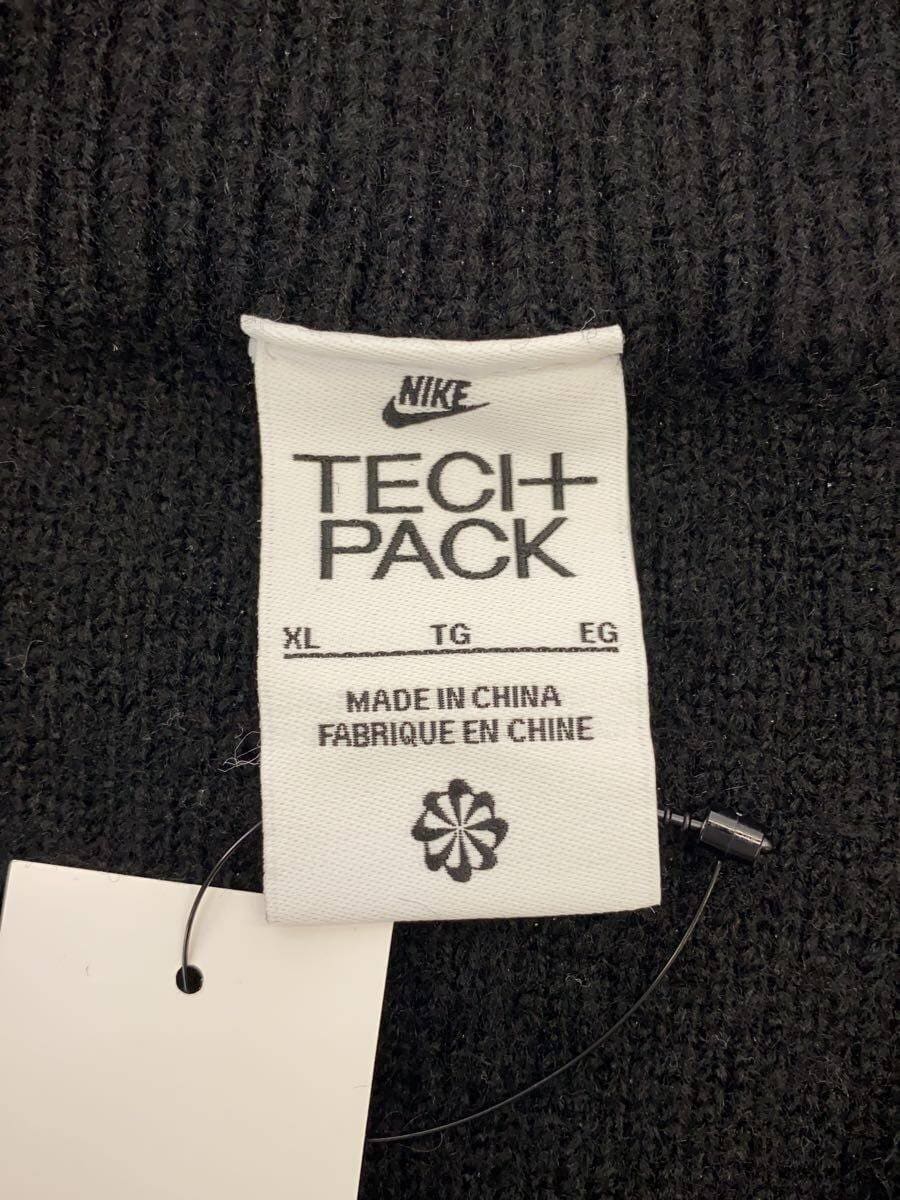 NIKE
TECH
PACK
XL TG EG
MADE IN CHINA
FABRIQUE EN CHINE